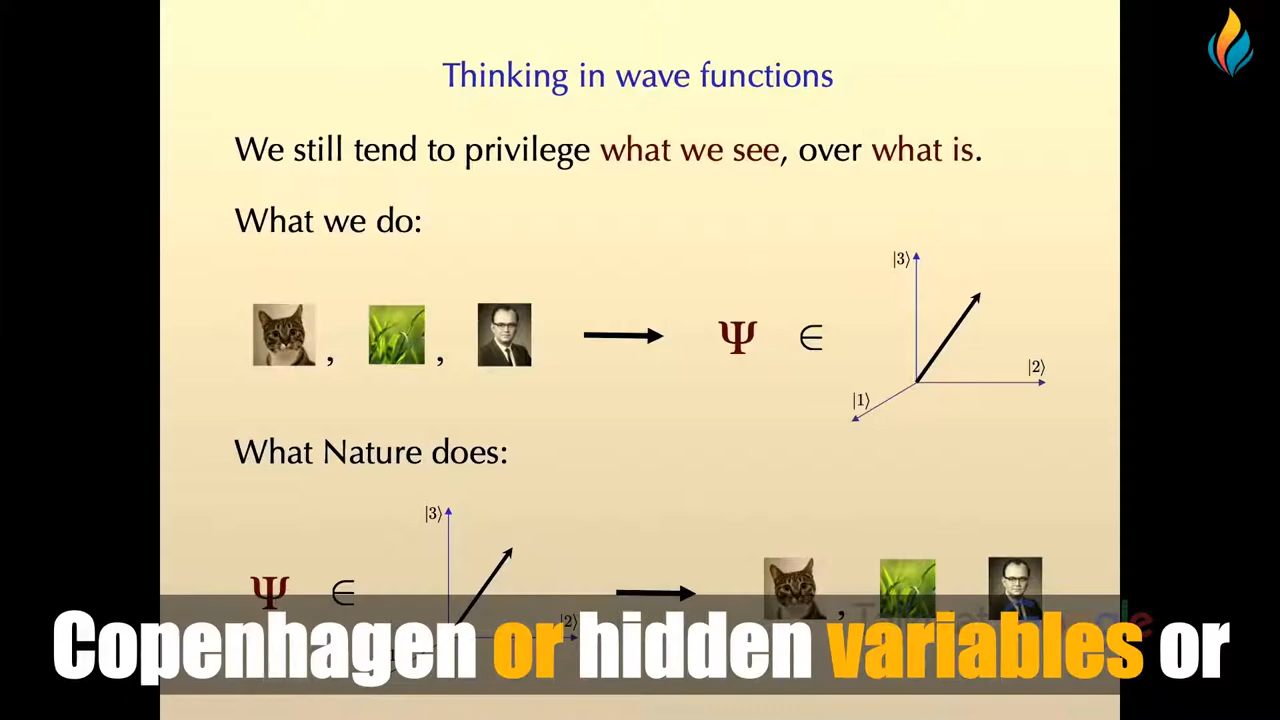 Thinking in wave functions
We still tend to privilege what we see, over what is.
What we do:
|3⟩
, , Ψ ∈
|2⟩
|1⟩
What Nature does:
|3⟩
Ψ ∈
,
|2⟩
Copenhagen or hidden variables or